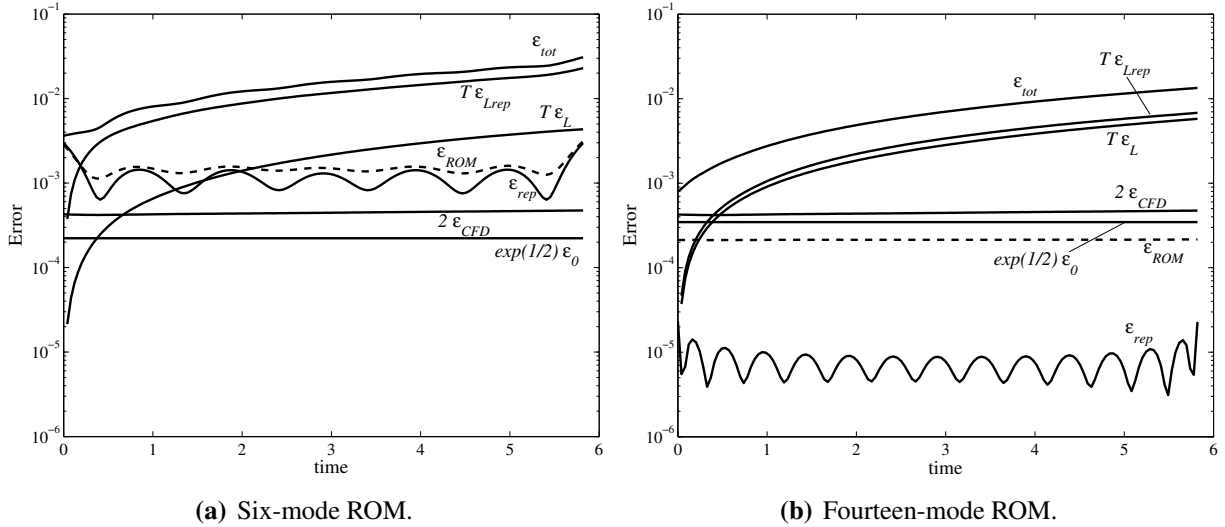 10⁻¹
10⁻²
10⁻³
10⁻⁴
10⁻⁵
10⁻⁶
Error
0 1 2 3 4 5 6
time
ε_tot
T ε_Lrep
T ε_L
ε_ROM
ε_rep
2 ε_CFD
exp(1/2) ε_0
(a) Six-mode ROM.
10⁻¹
10⁻²
10⁻³
10⁻⁴
10⁻⁵
10⁻⁶
Error
0 1 2 3 4 5 6
time
T ε_Lrep
ε_tot
T ε_L
2 ε_CFD
exp(1/2) ε_0
ε_ROM
ε_rep
(b) Fourteen-mode ROM.